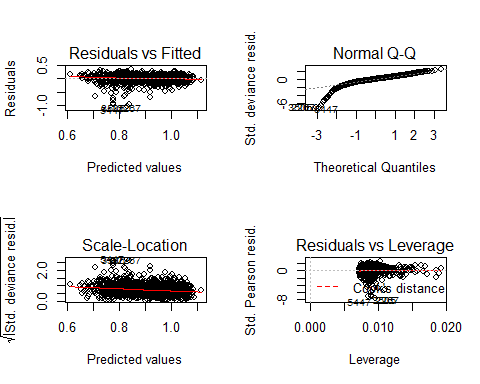 Residuals vs Fitted
Residuals
0.5
-1.0
0.6 0.8 1.0
Predicted values
Normal Q-Q
Std. deviance resid.
0
-6
5447
-3 -1 1 2 3
Theoretical Quantiles
Scale-Location
√|Std. deviance resid.|
2.0
0.0
0.6 0.8 1.0
Predicted values
Residuals vs Leverage
Std. Pearson resid.
0
-8
Cook's distance
5447
0.000 0.010 0.020
Leverage